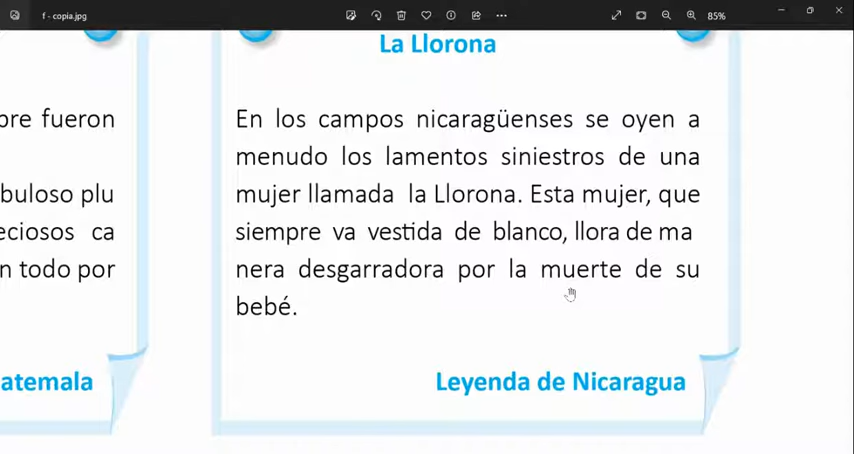 f - copia.jpg
85%
La Llorona
bre fueron
buloso plu
eciosos ca
n todo por
atemala
En los campos nicaragüenses se oyen a
menudo los lamentos siniestros de una
mujer llamada la Llorona. Esta mujer, que
siempre va vestida de blanco, llora de ma
nera desgarradora por la muerte de su
bebé.
Leyenda de Nicaragua